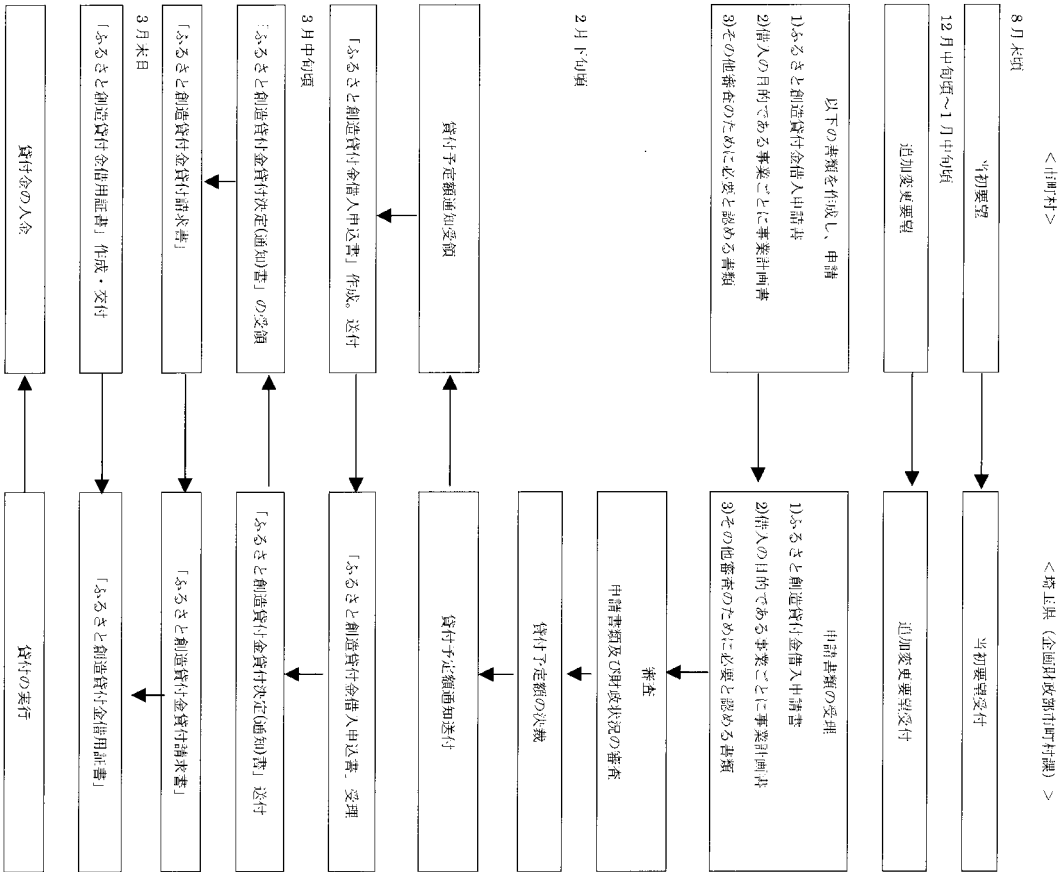 <市町村>
<埼玉県（企画財政部市町村課）>
8月末頃
当初要望
当初要望受付
12月中旬頃～1月中旬頃
追加変更要望
追加変更要望受付
以下の書類を作成し、申請
1)ふるさと創造貸付金借入申請書
2)借入の目的である事業ごとに事業計画書
3)その他審査のために必要と認める書類
申請書類の受理
1)ふるさと創造貸付金借入申請書
2)借入の目的である事業ごとに事業計画書
3)その他審査のために必要と認める書類
審査
申請書類及び財政状況の審査
2月下旬頃
貸付予定額の決裁
貸付予定額通知受領
貸付予定額通知送付
「ふるさと創造貸付金借入申込書」作成。送付
「ふるさと創造貸付金借入申込書」受理
3月中旬頃
「ふるさと創造貸付金貸付決定(通知)書」の受領
「ふるさと創造貸付金貸付決定(通知)書」送付
「ふるさと創造貸付金貸付請求書」
「ふるさと創造貸付金貸付請求書」
3月末日
「ふるさと創造貸付金借用証書」作成・交付
「ふるさと創造貸付金借用証書」
貸付金の入金
貸付の実行